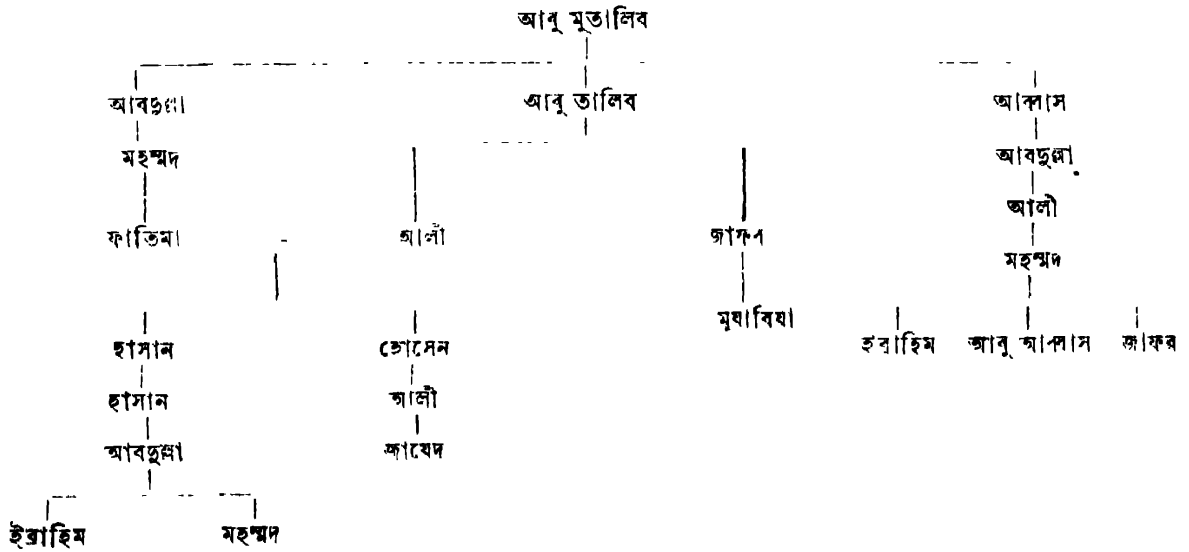 আবু মুতালিব
আবদুল্লা আবু তালিব আব্বাস
মহম্মদ আবদুল্লা
আলী
ফাতিমা আলী জাফর
মহম্মদ
মুযাবিযা
হাসান হোসেন ইব্রাহিম আবু আব্বাস জাফর
হাসান আলী
আবদুল্লা জাযেদ
ইব্রাহিম মহম্মদ